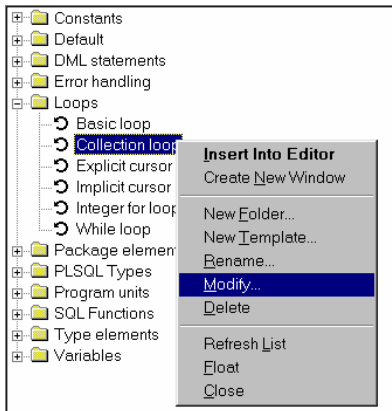 Constants
Default
DML statements
Error handling
Loops
Basic loop
Collection loop
Explicit cursor
Implicit cursor
Integer for loop
While loop
Package elemen
PLSQL Types
Program units
SQL Functions
Type elements
Variables
Insert Into Editor
Create New Window
New Folder...
New Template...
Rename...
Modify...
Delete
Refresh List
Float
Close